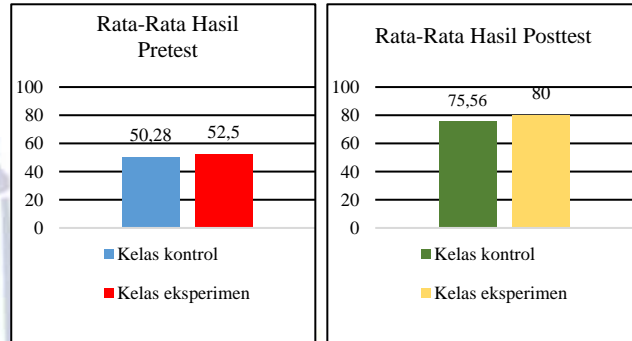 Rata-Rata Hasil
Pretest
100
80
60
40
20
0
50,28
52,5
Kelas kontrol
Kelas eksperimen
Rata-Rata Hasil Posttest
100
80
60
40
20
0
75,56
80
Kelas kontrol
Kelas eksperimen